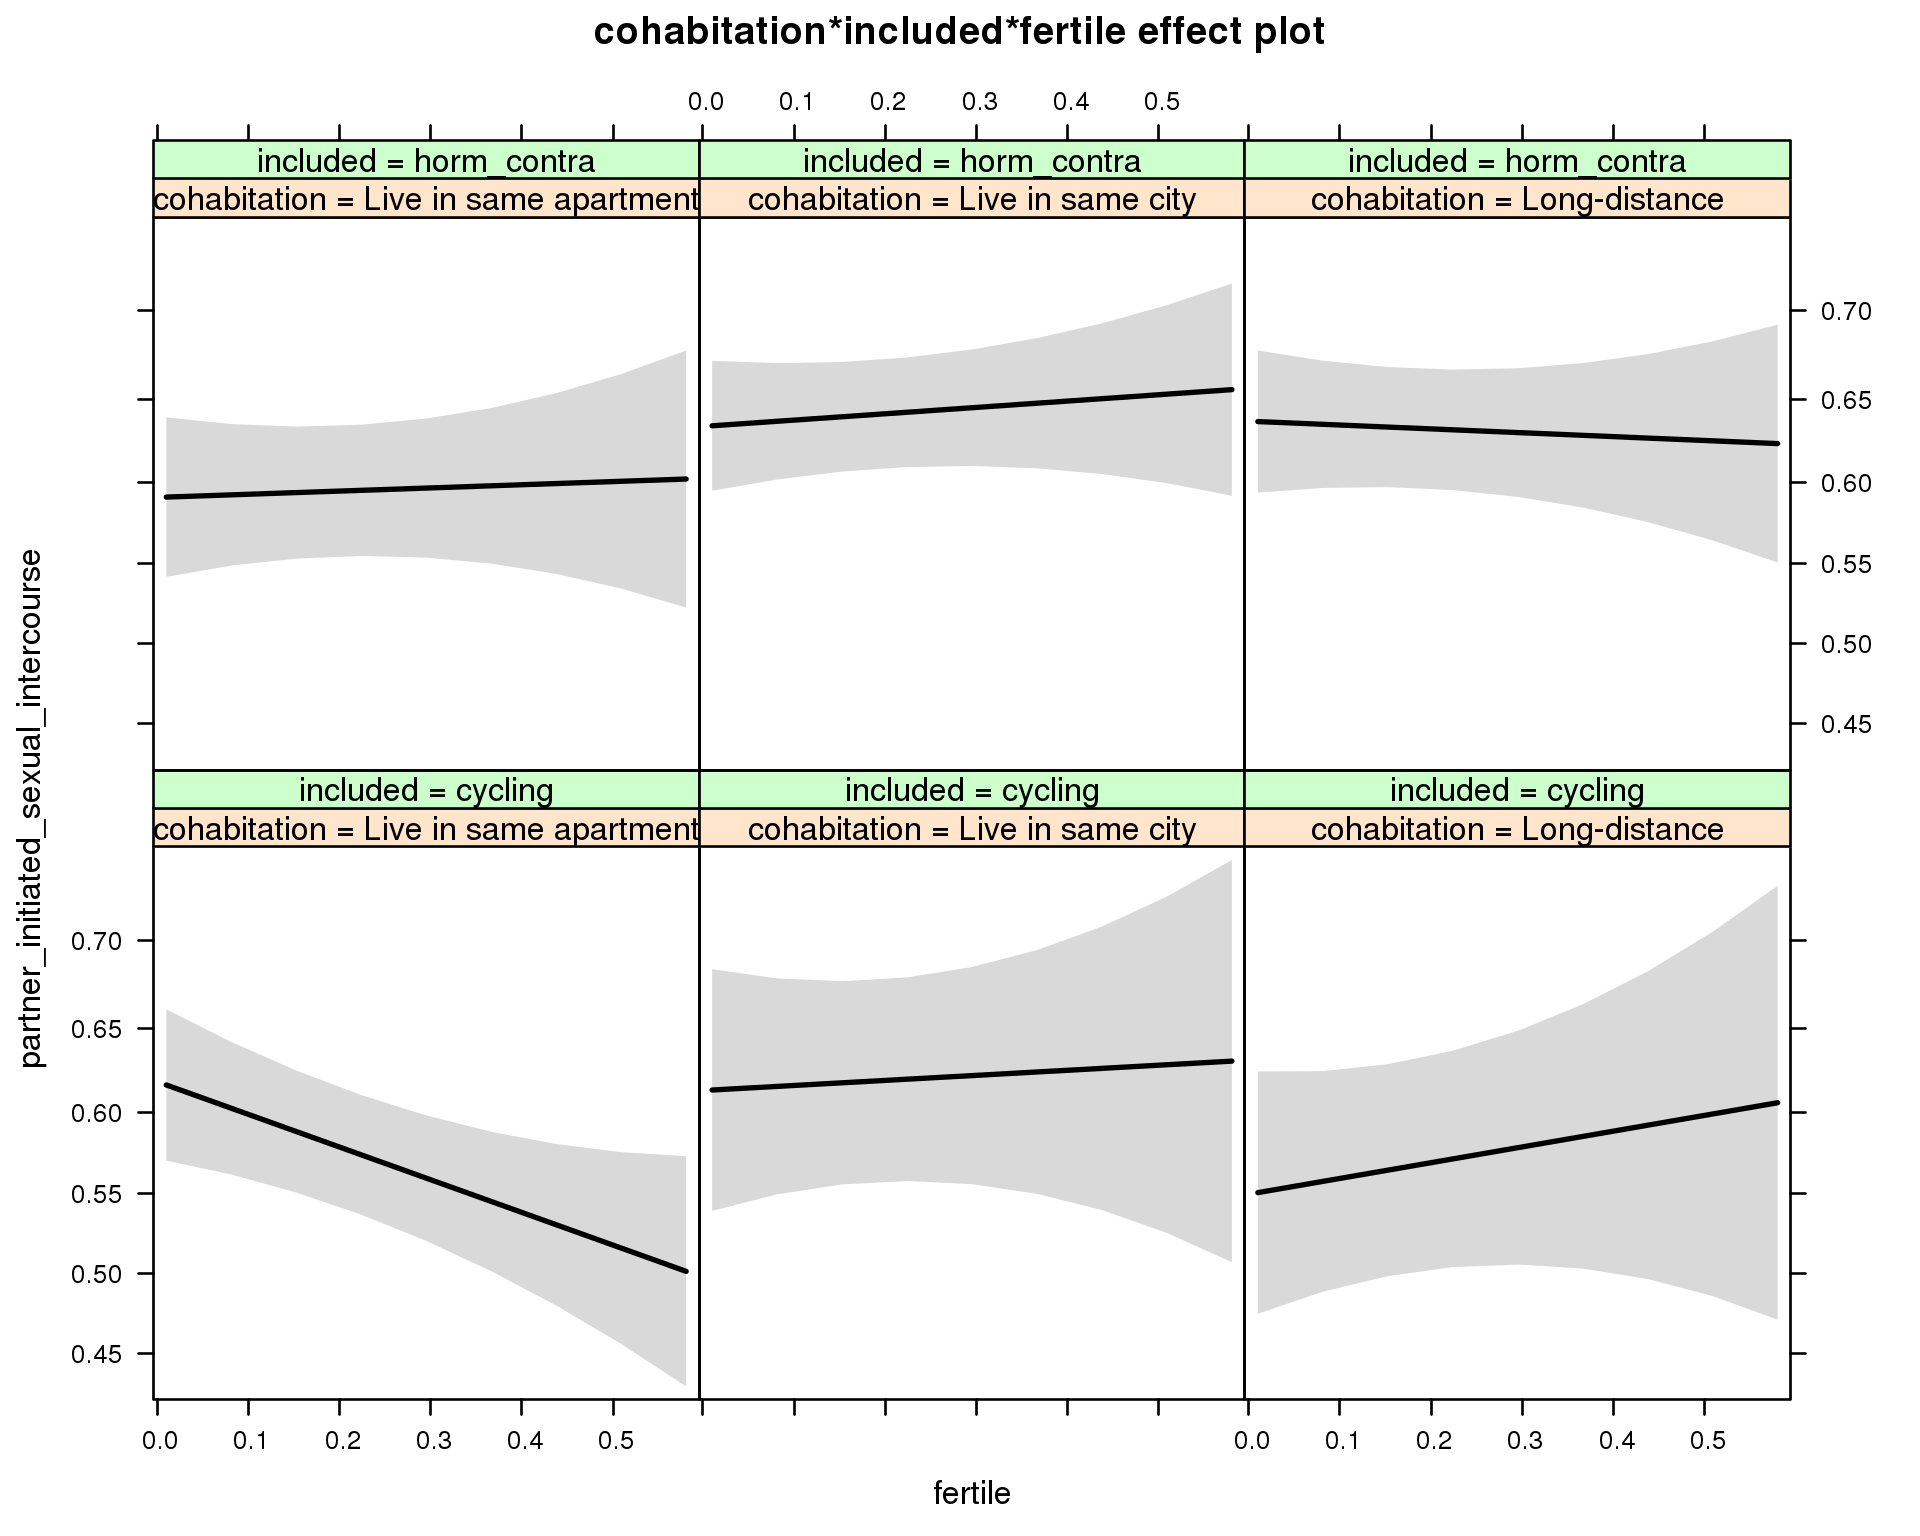 cohabitation*included*fertile effect plot
0.0 0.1 0.2 0.3 0.4 0.5
included = horm_contra included = horm_contra included = horm_contra
cohabitation = Live in same apartment cohabitation = Live in same city cohabitation = Long-distance
0.70
0.65
0.60
0.55
0.50
0.45
partner_initiated_sexual_intercourse
included = cycling included = cycling included = cycling
cohabitation = Live in same apartment cohabitation = Live in same city cohabitation = Long-distance
0.70
0.65
0.60
0.55
0.50
0.45
0.0 0.1 0.2 0.3 0.4 0.5 0.0 0.1 0.2 0.3 0.4 0.5
fertile